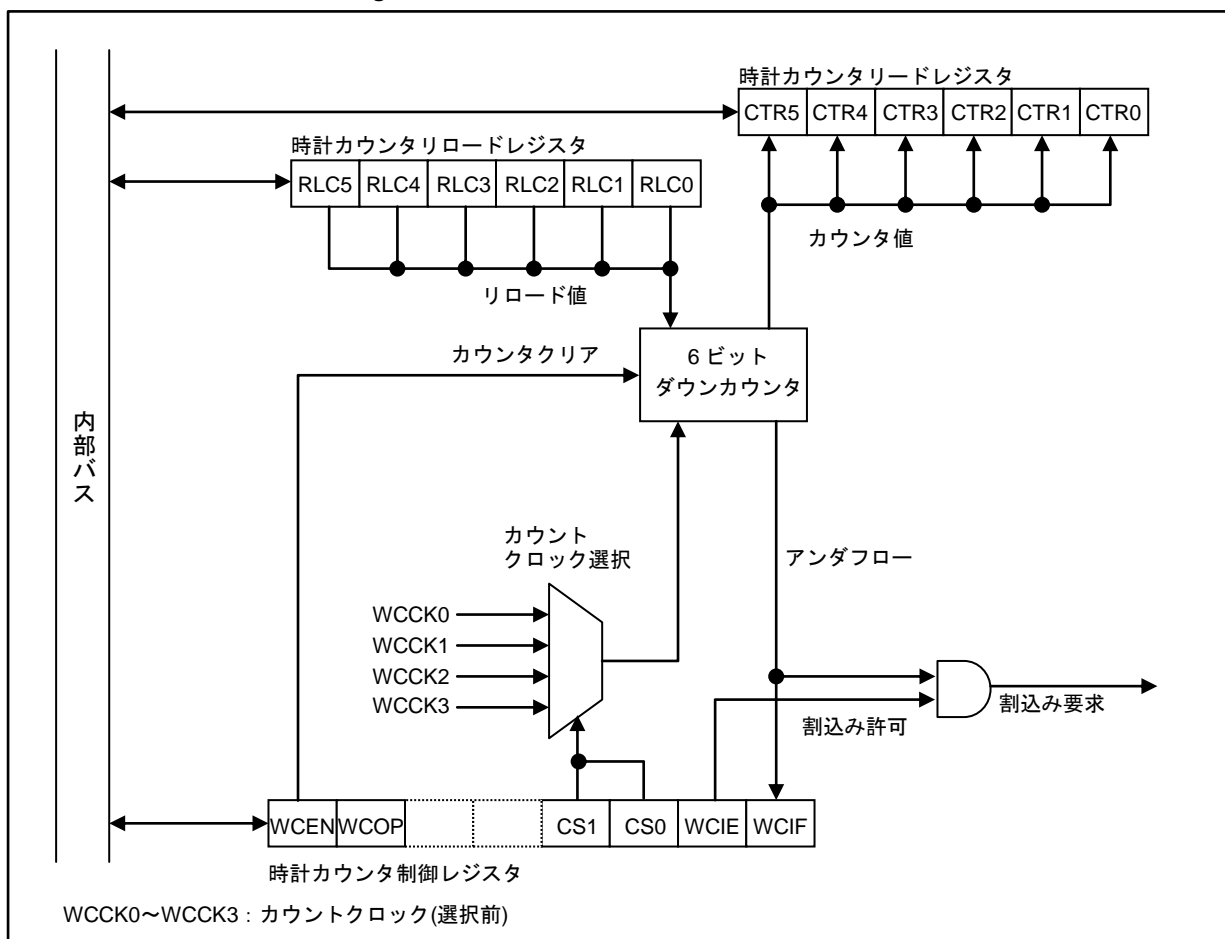 時計カウンタリードレジスタ
CTR5 CTR4 CTR3 CTR2 CTR1 CTR0
時計カウンタリロードレジスタ
RLC5 RLC4 RLC3 RLC2 RLC1 RLC0
カウンタ値
リロード値
カウンタクリア
6 ビット
ダウンカウンタ
内部バス
カウント
クロック選択
アンダフロー
WCCK0
WCCK1
WCCK2
WCCK3
割込み要求
割込み許可
WCEN WCOP CS1 CS0 WCIE WCIF
時計カウンタ制御レジスタ
WCCK0～WCCK3 : カウントクロック(選択前)